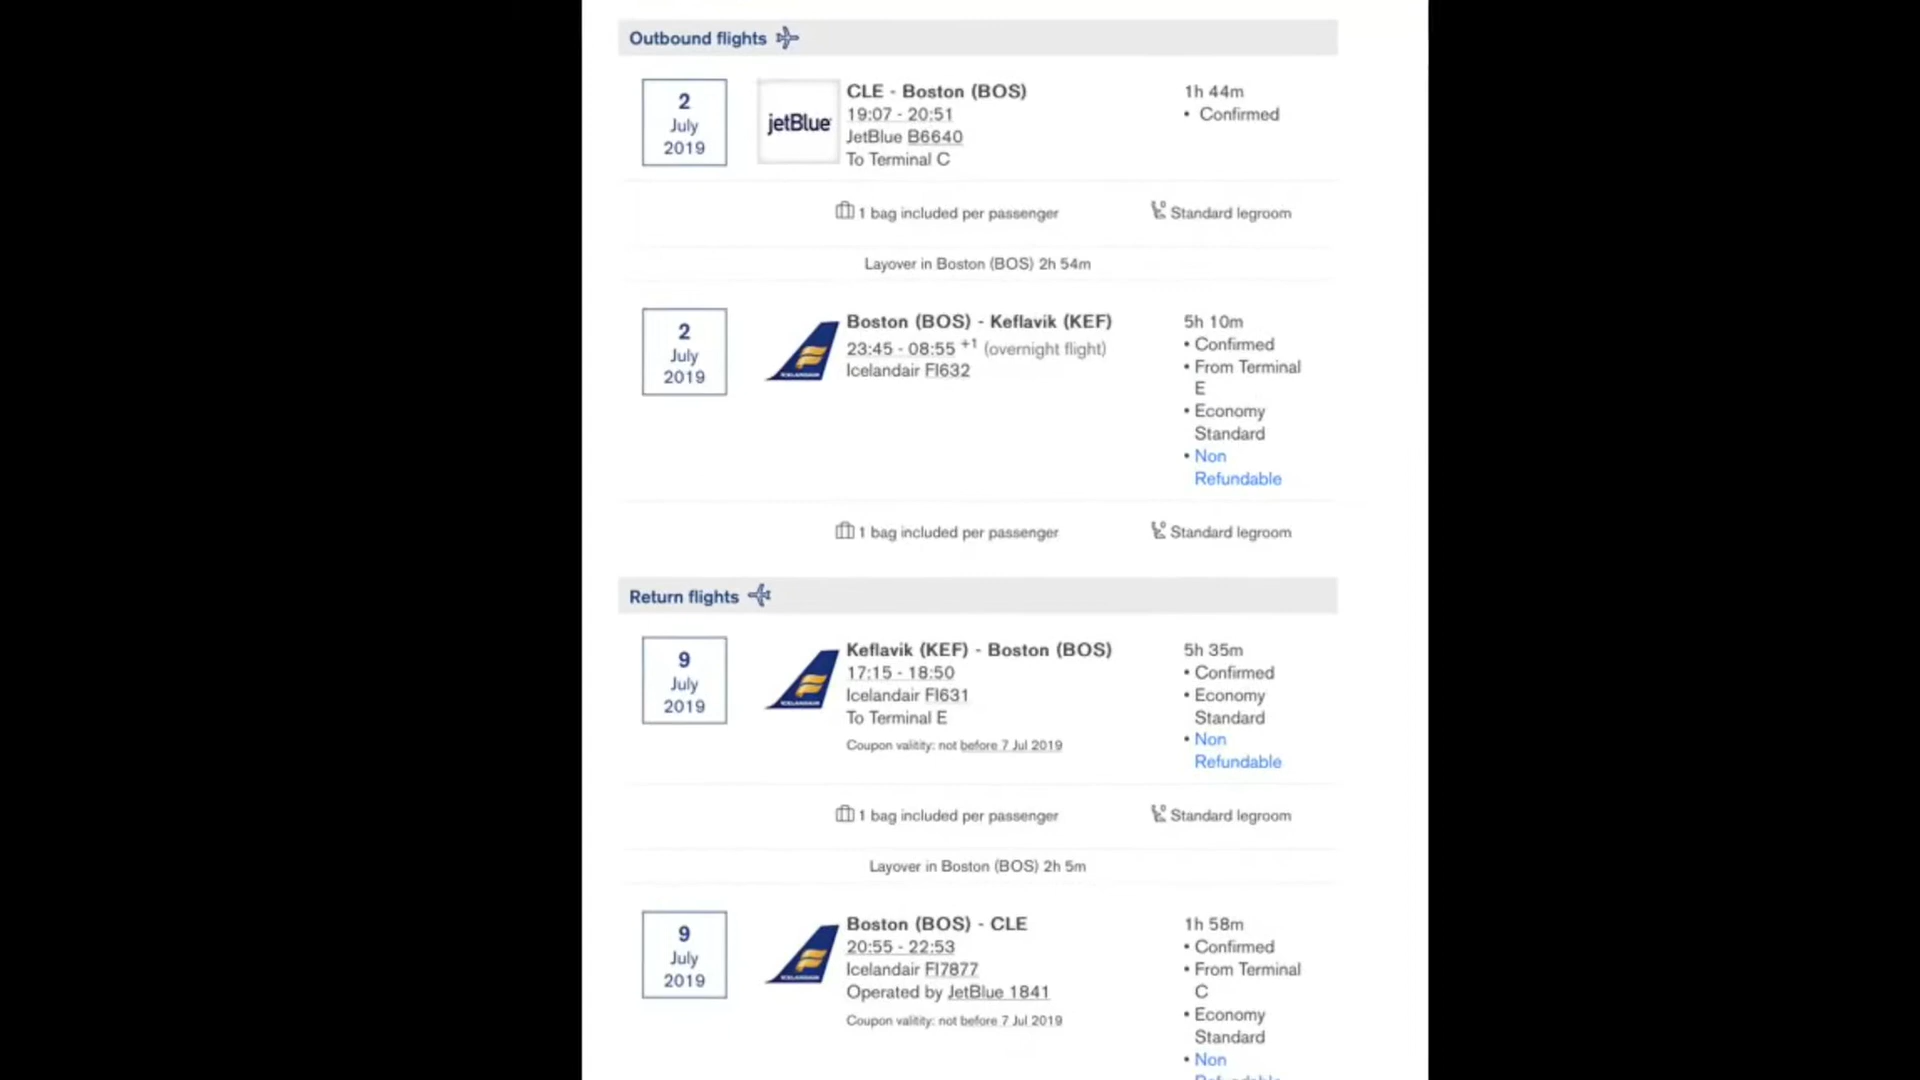 Outbound flights
2
July
2019
jetBlue
CLE - Boston (BOS)
19:07 - 20:51
JetBlue B6640
To Terminal C
1h 44m
• Confirmed
1 bag included per passenger
Standard legroom
Layover in Boston (BOS) 2h 54m
2
July
2019
ICELANDAIR
Boston (BOS) - Keflavik (KEF)
23:45 - 08:55 +1 (overnight flight)
Icelandair FI632
5h 10m
• Confirmed
• From Terminal
E
• Economy
Standard
• Non
Refundable
1 bag included per passenger
Standard legroom
Return flights
9
July
2019
ICELANDAIR
Keflavik (KEF) - Boston (BOS)
17:15 - 18:50
Icelandair FI631
To Terminal E
Coupon valitity: not before 7 Jul 2019
5h 35m
• Confirmed
• Economy
Standard
• Non
Refundable
1 bag included per passenger
Standard legroom
Layover in Boston (BOS) 2h 5m
9
July
2019
ICELANDAIR
Boston (BOS) - CLE
20:55 - 22:53
Icelandair FI7877
Operated by JetBlue 1841
Coupon valitity: not before 7 Jul 2019
1h 58m
• Confirmed
• From Terminal
C
• Economy
Standard
• Non